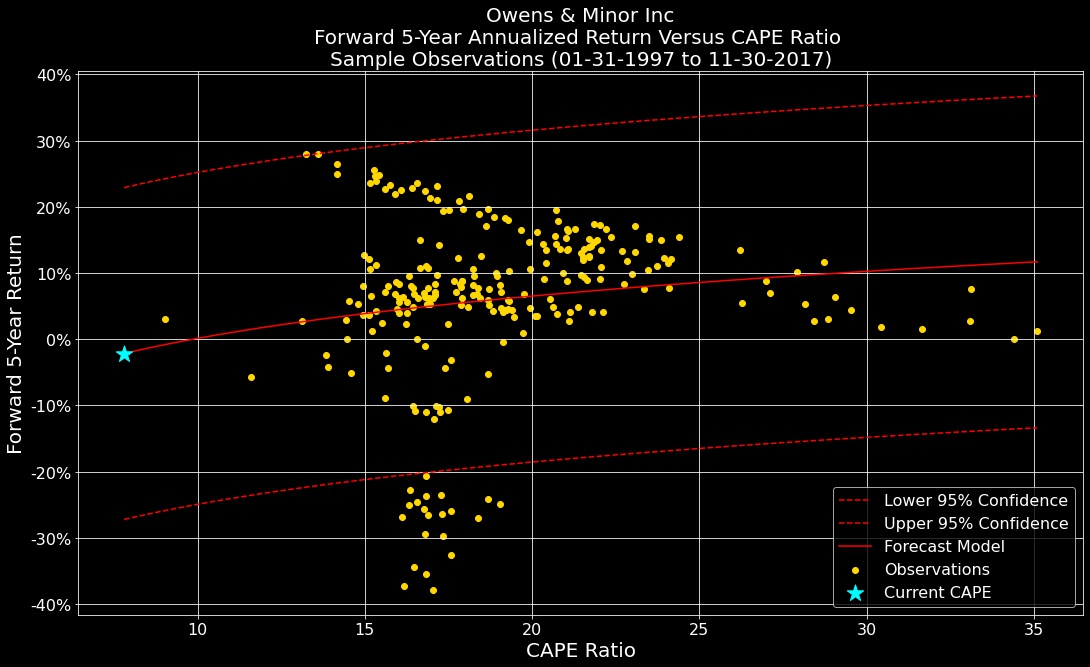 Owens & Minor Inc
Forward 5-Year Annualized Return Versus CAPE Ratio
Sample Observations (01-31-1997 to 11-30-2017)
40%
30%
20%
10%
0%
-10%
-20%
-30%
-40%
Forward 5-Year Return
Lower 95% Confidence
Upper 95% Confidence
Forecast Model
Observations
Current CAPE
10
15
20
25
30
35
CAPE Ratio